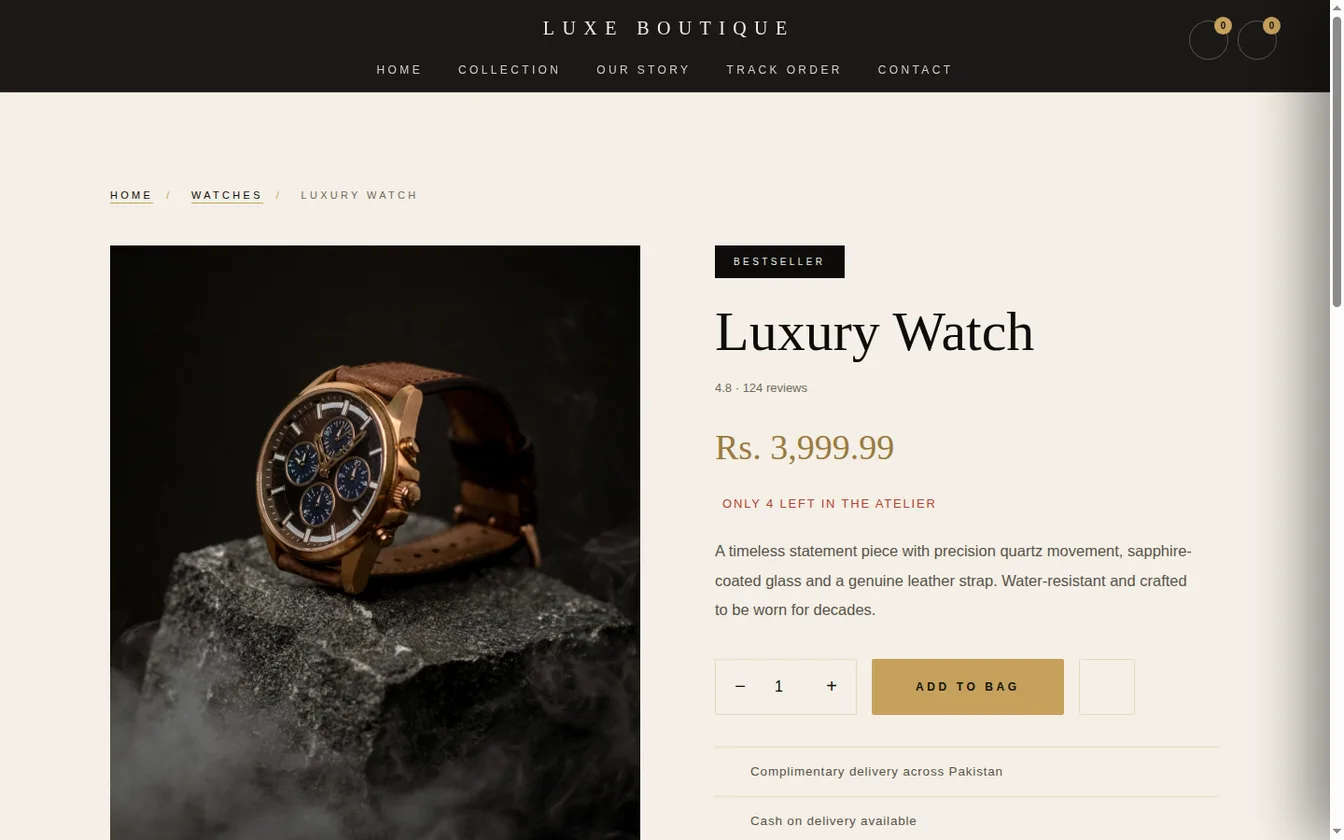 LUXE BOUTIQUE
0
0
HOME
COLLECTION
OUR STORY
TRACK ORDER
CONTACT
HOME / WATCHES / LUXURY WATCH
BESTSELLER
Luxury Watch
4.8 · 124 reviews
Rs. 3,999.99
ONLY 4 LEFT IN THE ATELIER
A timeless statement piece with precision quartz movement, sapphire-
coated glass and a genuine leather strap. Water-resistant and crafted
to be worn for decades.
− 1 +
ADD TO BAG
Complimentary delivery across Pakistan
Cash on delivery available